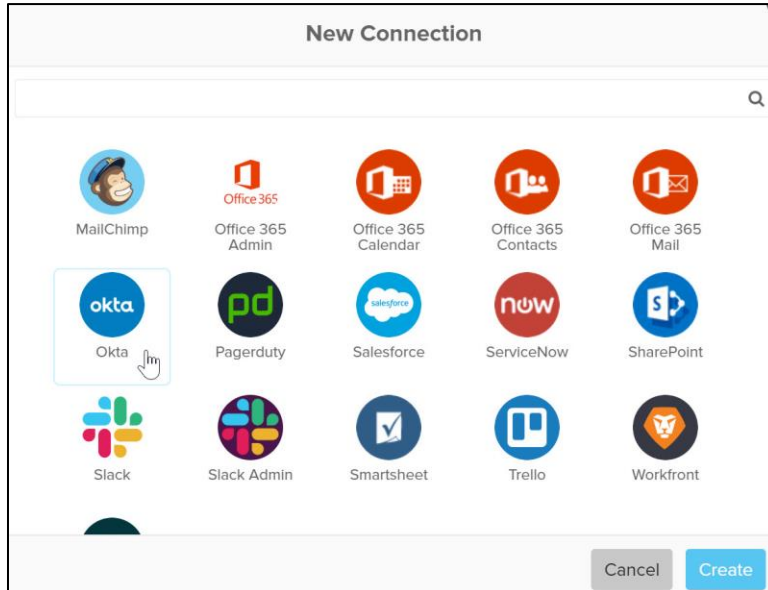 New Connection
Office 365
MailChimp
Office 365
Admin
Office 365
Calendar
Office 365
Contacts
Office 365
Mail
okta
pd
salesforce
now
S
Okta
Pagerduty
Salesforce
ServiceNow
SharePoint
Slack
Slack Admin
Smartsheet
Trello
Workfront
Cancel
Create